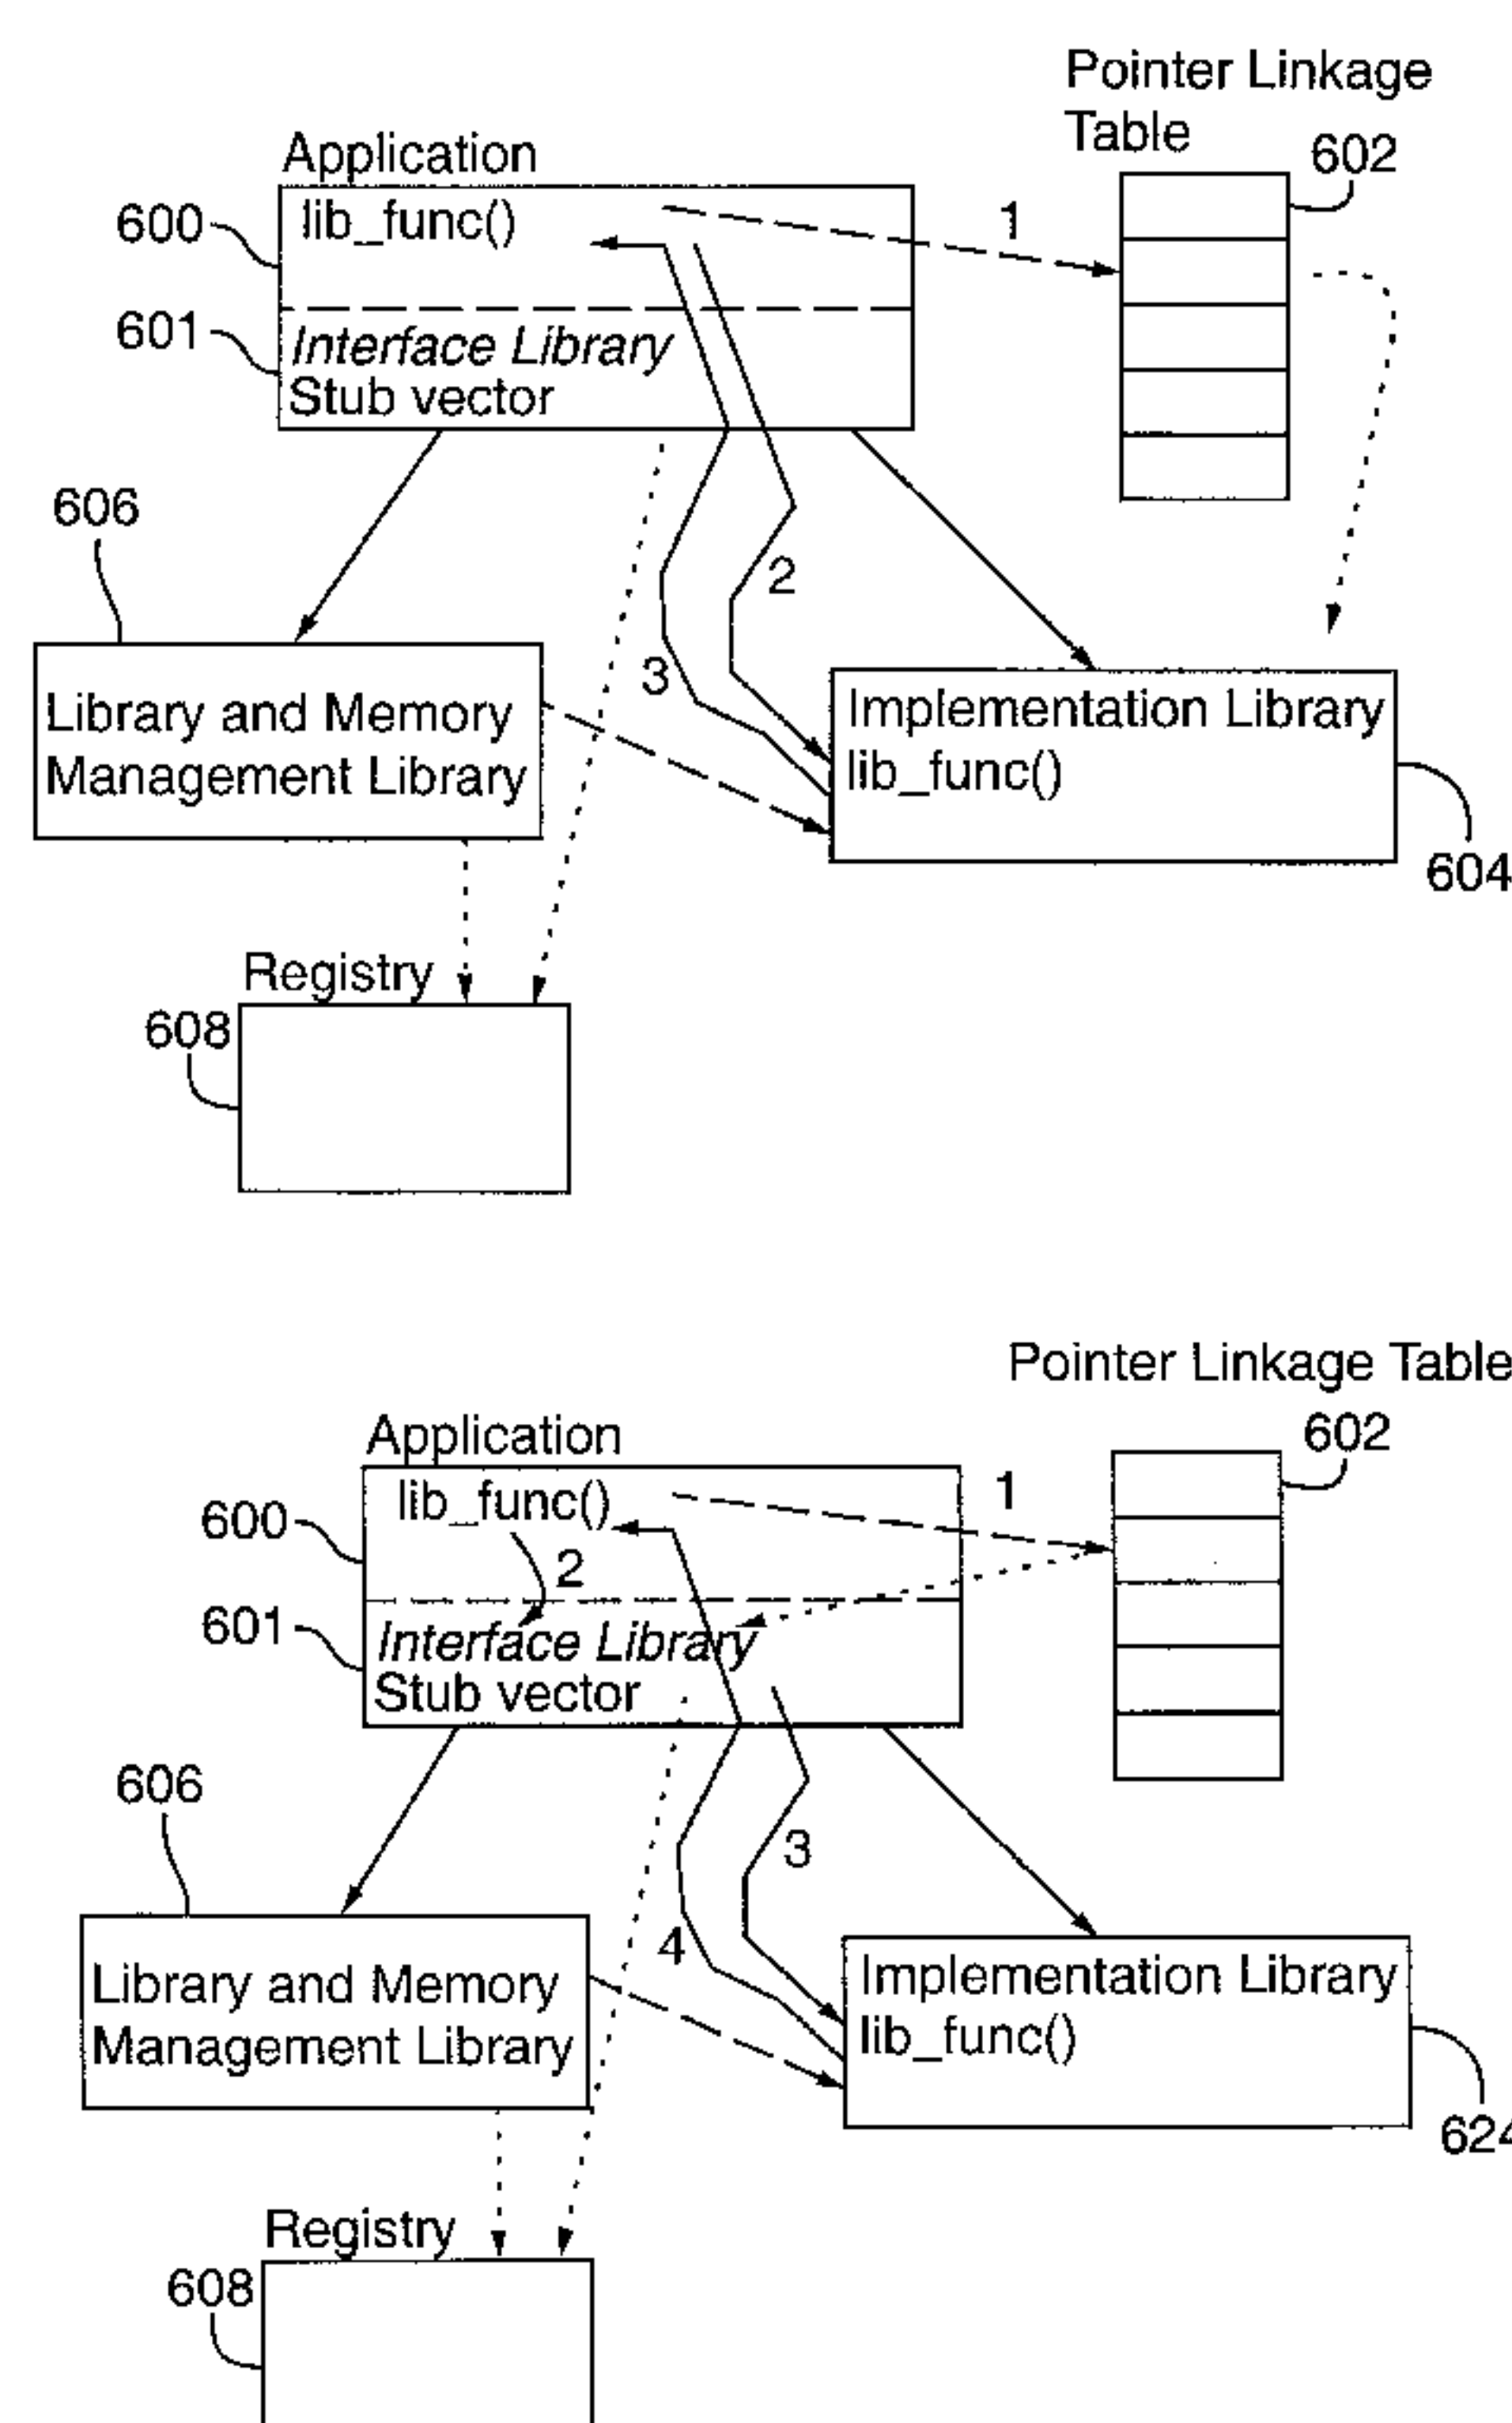 Pointer Linkage
Table
602
Application
600
lib_func()
1
601
Interface Library
Stub vector
606
2
3
Library and Memory
Management Library
Implementation Library
lib_func()
604
Registry
608
Pointer Linkage Table
602
Application
1
600
lib_func()
2
601
Interface Library
Stub vector
606
3
4
Library and Memory
Management Library
Implementation Library
lib_func()
624
Registry
608